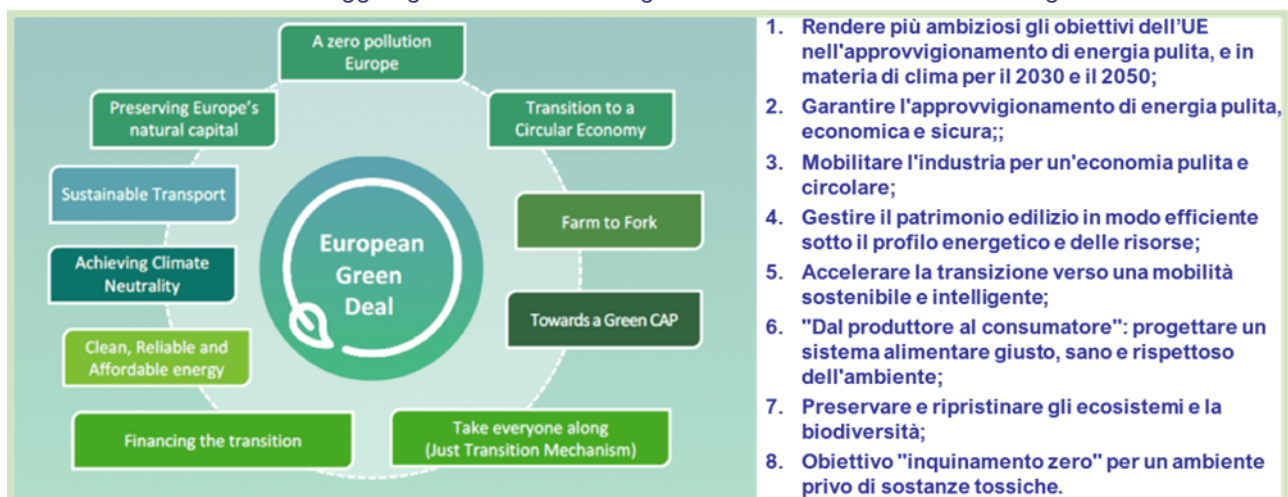 A zero pollution
Europe
Preserving Europe's
natural capital
Transition to a
Circular Economy
Sustainable Transport
Farm to Fork
European
Green
Deal
Achieving Climate
Neutrality
Towards a Green CAP
Clean, Reliable and
Affordable energy
Financing the transition
Take everyone along
(Just Transition Mechanism)
1. Rendere più ambiziosi gli obiettivi dell'UE
nell'approvvigionamento di energia pulita, e in
materia di clima per il 2030 e il 2050;
2. Garantire l'approvvigionamento di energia pulita,
economica e sicura;;
3. Mobilitare l'industria per un'economia pulita e
circolare;
4. Gestire il patrimonio edilizio in modo efficiente
sotto il profilo energetico e delle risorse;
5. Accelerare la transizione verso una mobilità
sostenibile e intelligente;
6. "Dal produttore al consumatore": progettare un
sistema alimentare giusto, sano e rispettoso
dell'ambiente;
7. Preservare e ripristinare gli ecosistemi e la
biodiversità;
8. Obiettivo "inquinamento zero" per un ambiente
privo di sostanze tossiche.